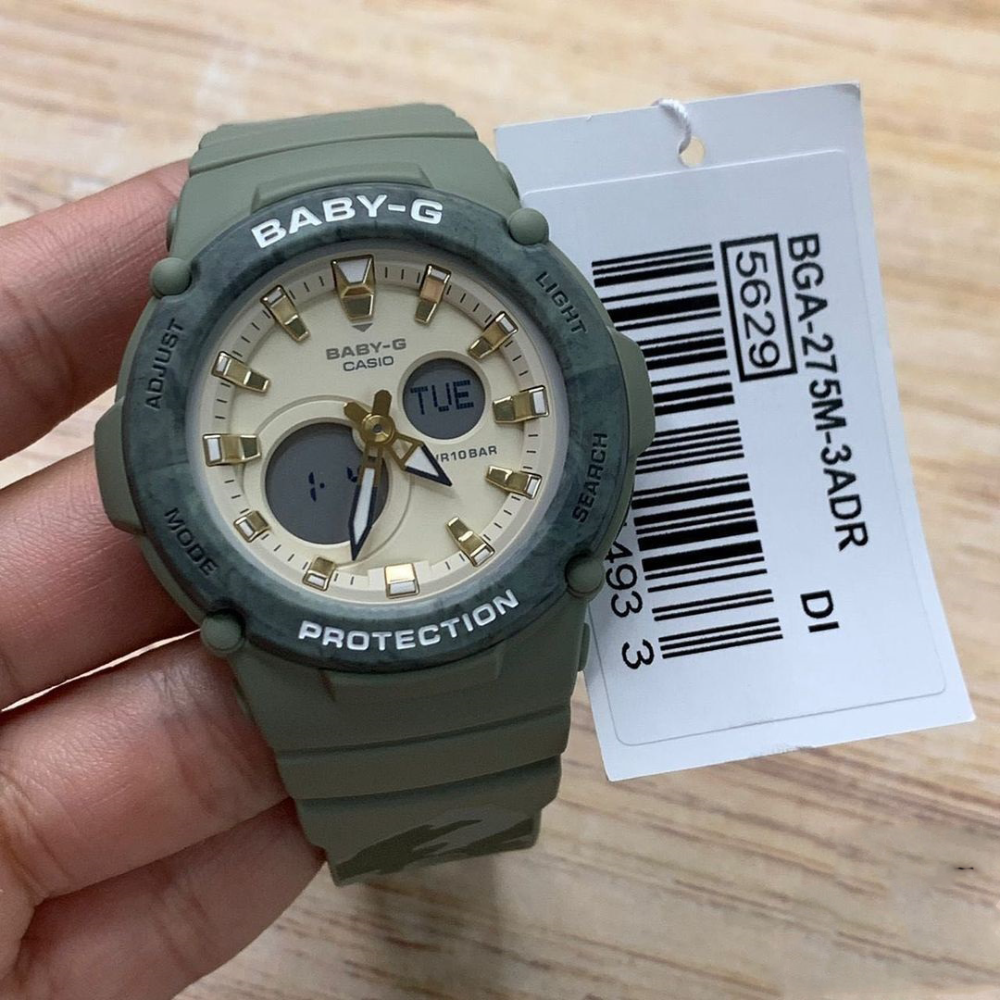 BABY-G
LIGHT
ADJUST
BABY-G
CASIO
TUE
WR10BAR
SEARCH
MODE
PROTECTION
BGA-275M-3ADR
DI
5629
493 3